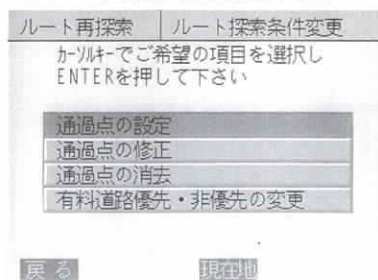 ルート再探索 ルート探索条件変更
カーソルキーでご希望の項目を選択し
ENTERを押して下さい
通過点の設定
通過点の修正
通過点の消去
有料道路優先・非優先の変更
戻る 現在地